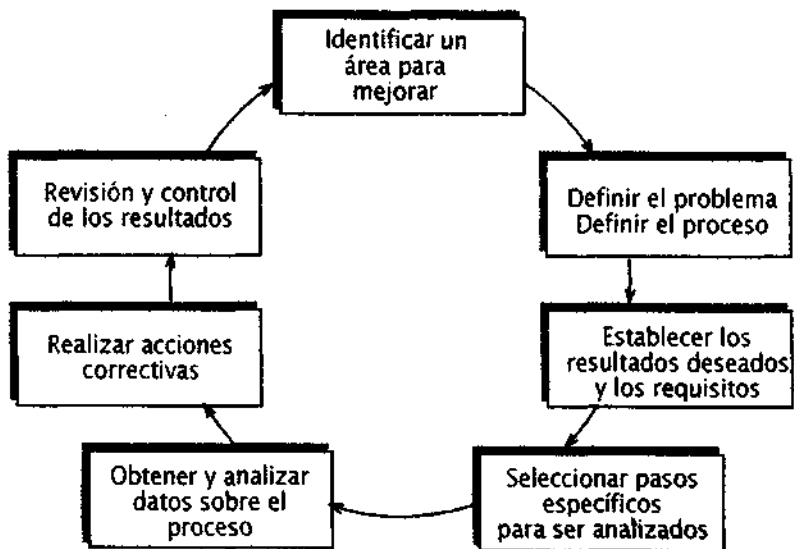 Identificar un
área para
mejorar
Definir el problema
Definir el proceso
Establecer los
resultados deseados
y los requisitos
Seleccionar pasos
específicos
para ser analizados
Obtener y analizar
datos sobre el
proceso
Realizar acciones
correctivas
Revisión y control
de los resultados